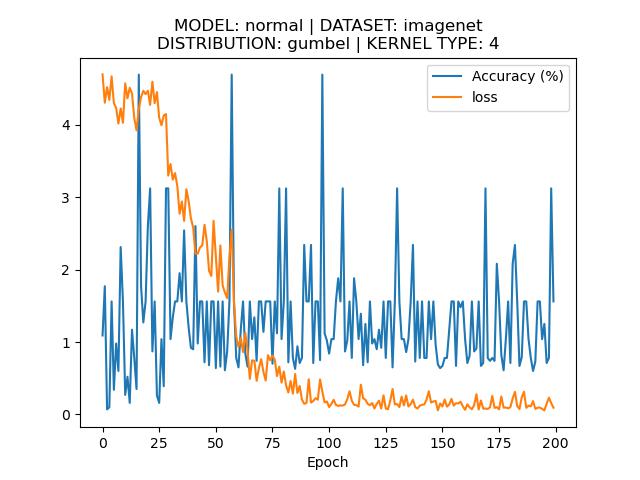 MODEL: normal | DATASET: imagenet
DISTRIBUTION: gumbel | KERNEL TYPE: 4
Accuracy (%)
loss
4
3
2
1
0
0 25 50 75 100 125 150 175 200
Epoch